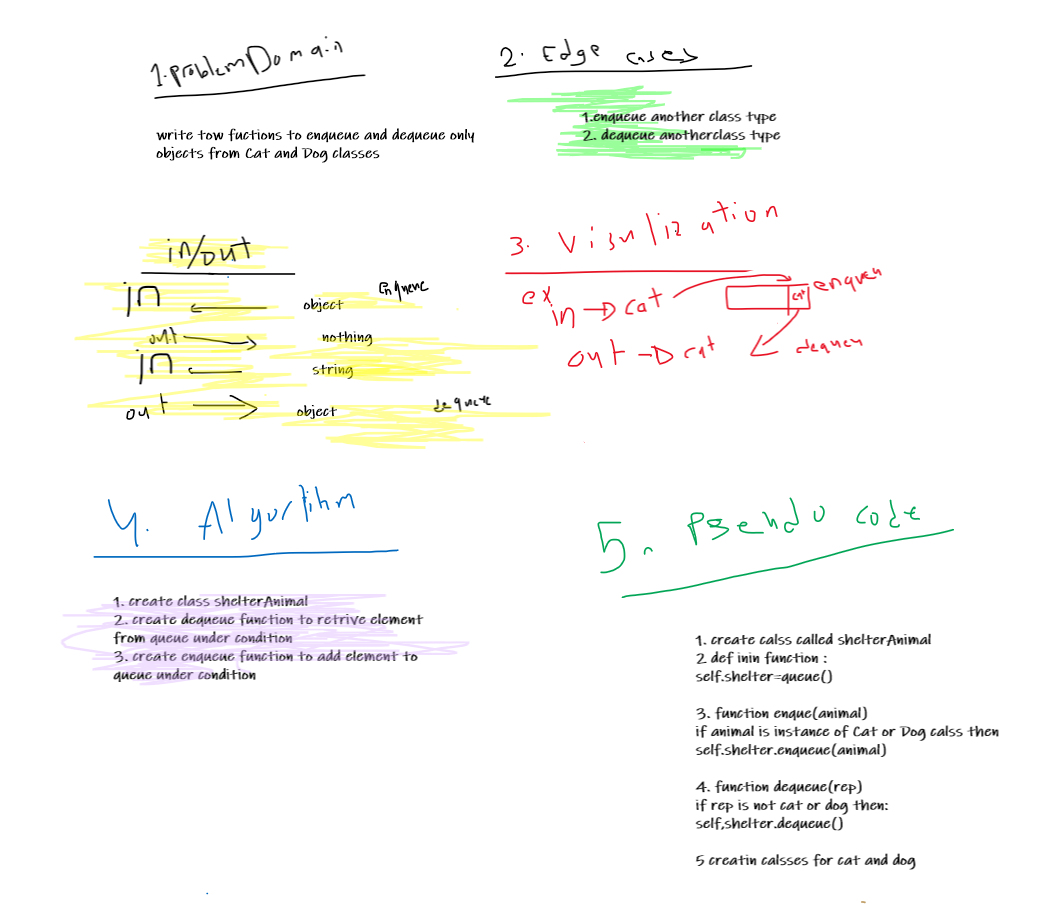 1. problem Domain
write tow fuctions to enqueue and dequeue only
objects from Cat and Dog classes
2. Edge cases
1.enqueue another class type
2. dequeue anotherclass type
in/out
Enqueue
in ← object
out → nothing
in ← string
out → object
dequete
3. Visulization
ex
in → cat
cat
enqueu
out → cat
dequeu
4. Algorithm
1. create class shelterAnimal
2. create dequeue function to retrive element
from queue under condition
3. create enqueue function to add element to
queue under condition
5. Psendo code
1. create calss called shelterAnimal
2 def inin function :
self.shelter=queue()
3. function enque(animal)
if animal is instance of Cat or Dog calss then
self.shelter.enqueue(animal)
4. function dequeue(rep)
if rep is not cat or dog then:
self,shelter.dequeue()
5 creatin calsses for cat and dog